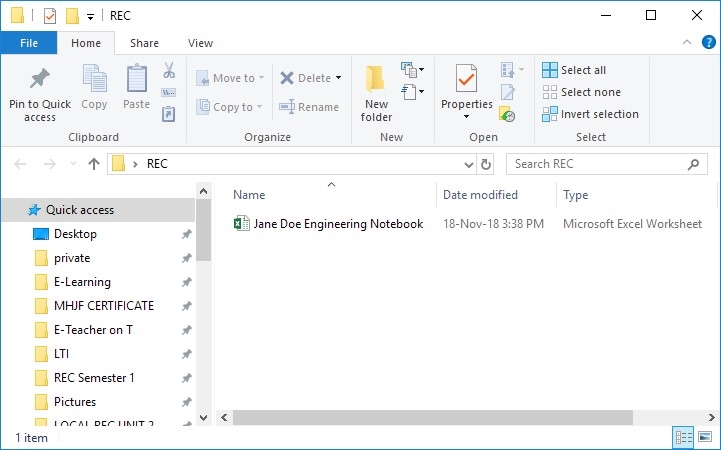 REC
File Home Share View
Pin to Quick access
Copy
Paste
Clipboard
Move to
Copy to
Delete
Rename
Organize
New folder
New
Properties
Open
Select all
Select none
Invert selection
Select
REC
Search REC
Name Date modified Type
Jane Doe Engineering Notebook 18-Nov-18 3:38 PM Microsoft Excel Worksheet
Quick access
Desktop
private
E-Learning
MHJF CERTIFICATE
E-Teacher on T
LTI
REC Semester 1
Pictures
LOCAL REC UNIT 2
1 item